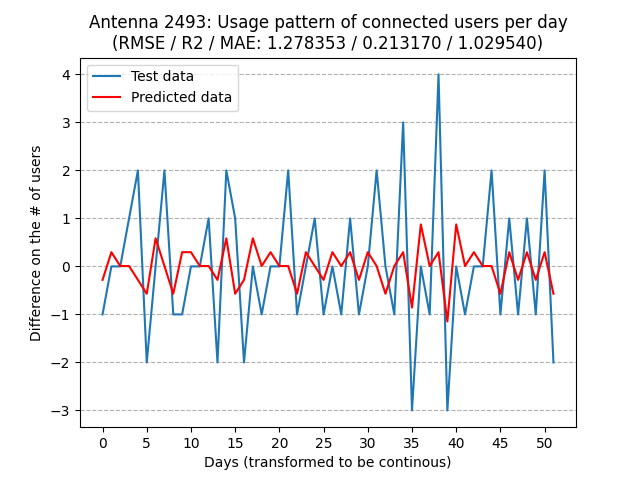 Antenna 2493: Usage pattern of connected users per day
(RMSE / R2 / MAE: 1.278353 / 0.213170 / 1.029540)
Test data
Predicted data
4
3
2
1
0
−1
−2
−3
Difference on the # of users
0 5 10 15 20 25 30 35 40 45 50
Days (transformed to be continous)